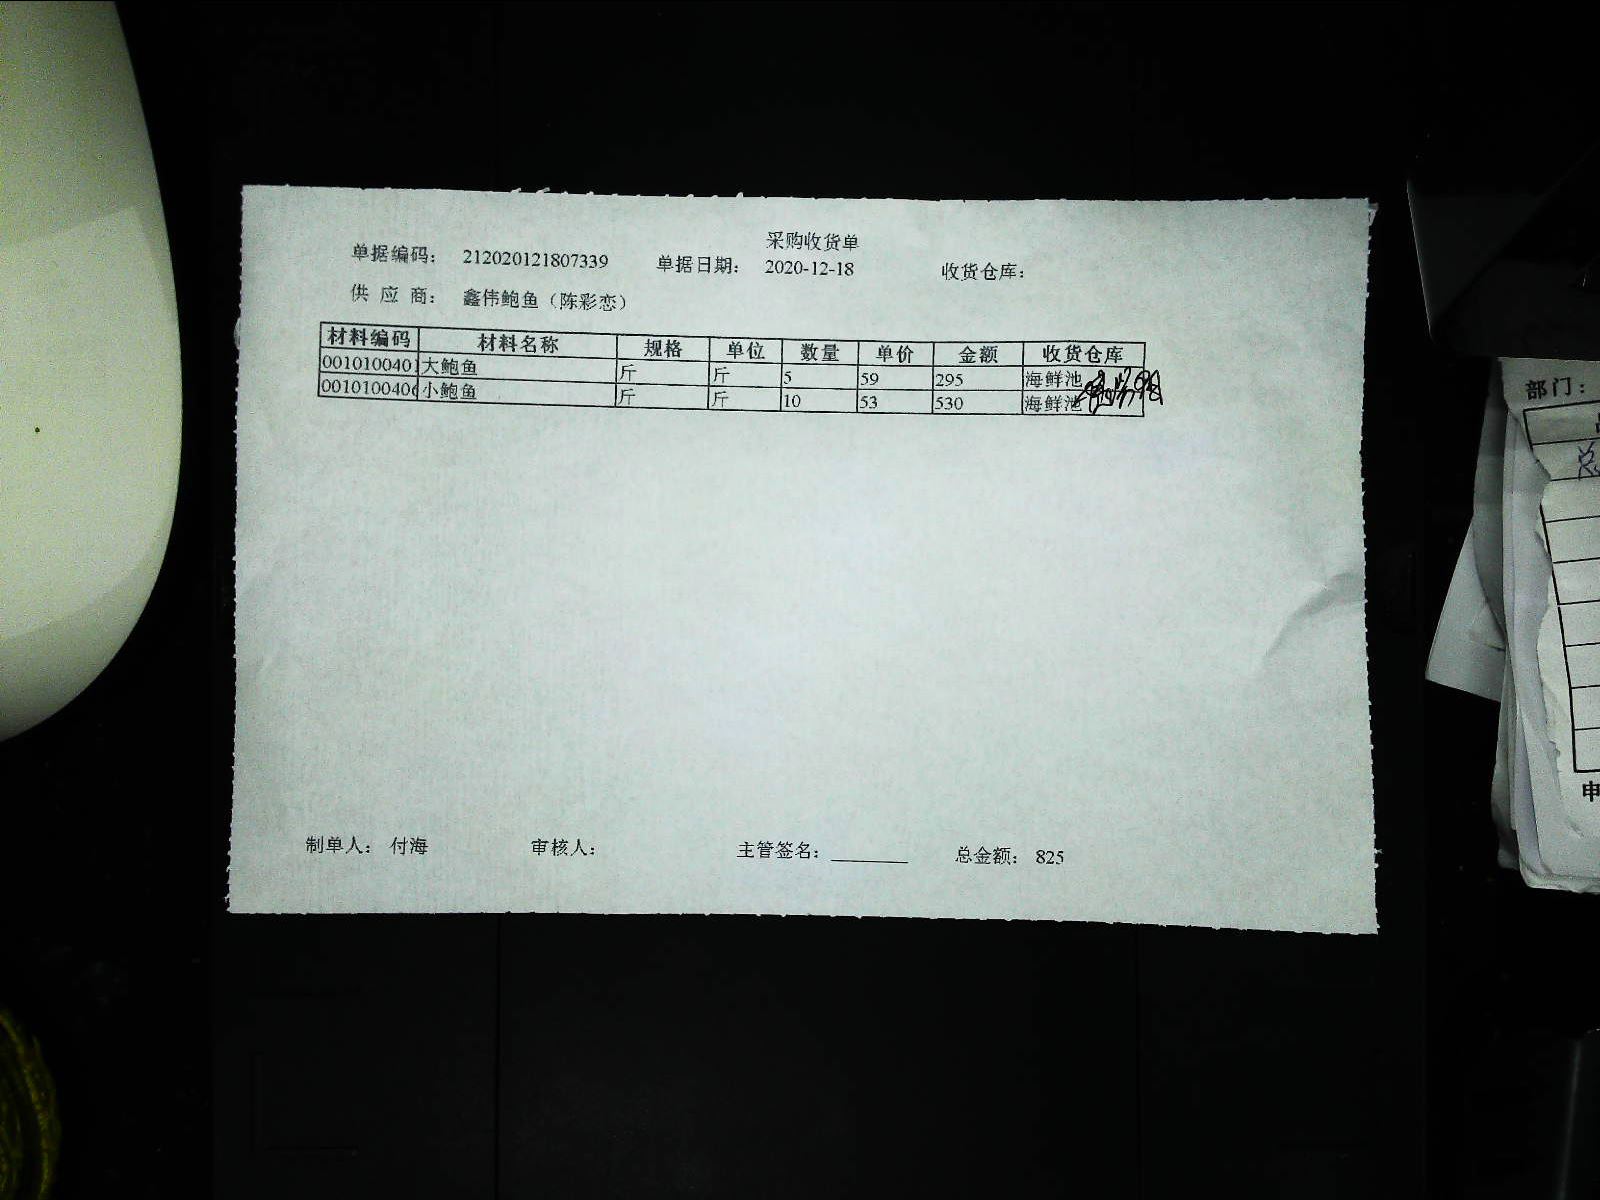 采购收货单
单据编码： 212020121807339 单据日期： 2020-12-18 收货仓库：
供 应 商： 鑫伟鲍鱼（陈彩恋）
材料编码 材料名称 规格 单位 数量 单价 金额 收货仓库
001010040 大鲍鱼 斤 斤 5 59 295 海鲜池
001010040 小鲍鱼 斤 斤 10 53 530 海鲜池
制单人： 付海 审核人： 主管签名： ________ 总金额： 825
部门：